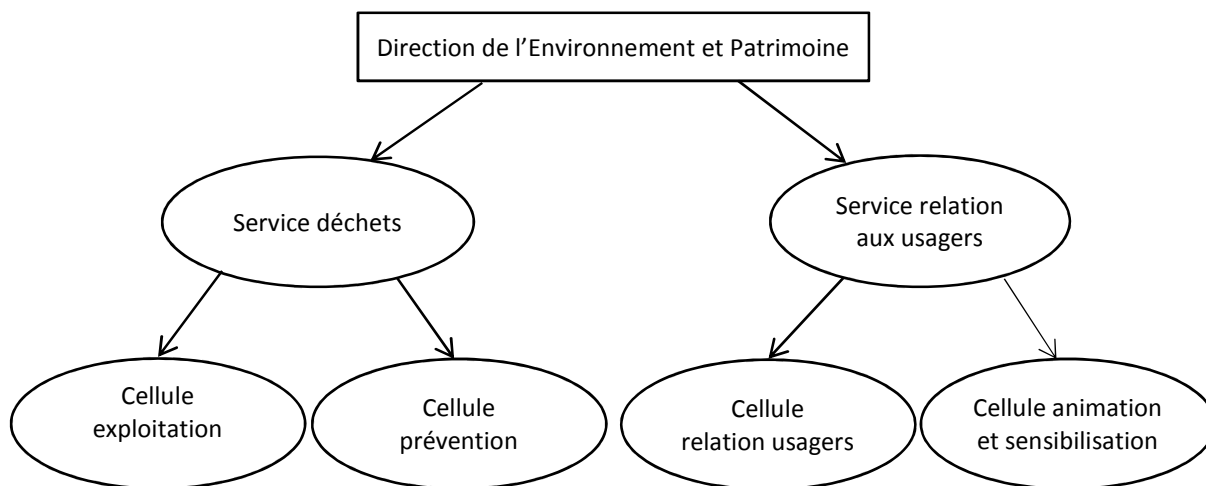 Direction de l’Environnement et Patrimoine
Service déchets
Service relation
aux usagers
Cellule
exploitation
Cellule
prévention
Cellule
relation usagers
Cellule animation
et sensibilisation